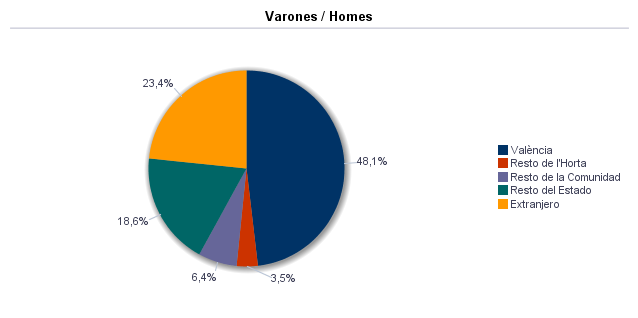 Varones / Homes
23,4%
48,1%
18,6%
6,4%
3,5%
València
Resto de l'Horta
Resto de la Comunidad
Resto del Estado
Extranjero